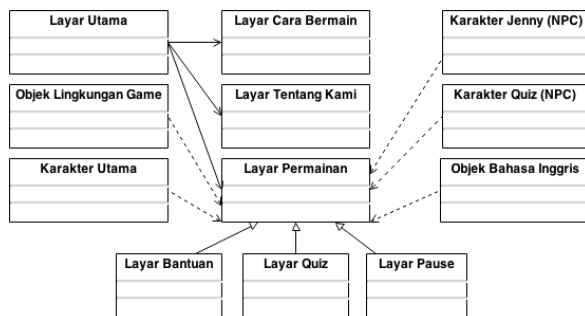 Layar Utama
Layar Cara Bermain
Karakter Jenny (NPC)
Objek Lingkungan Game
Layar Tentang Kami
Karakter Quiz (NPC)
Karakter Utama
Layar Permainan
Objek Bahasa Inggris
Layar Bantuan
Layar Quiz
Layar Pause